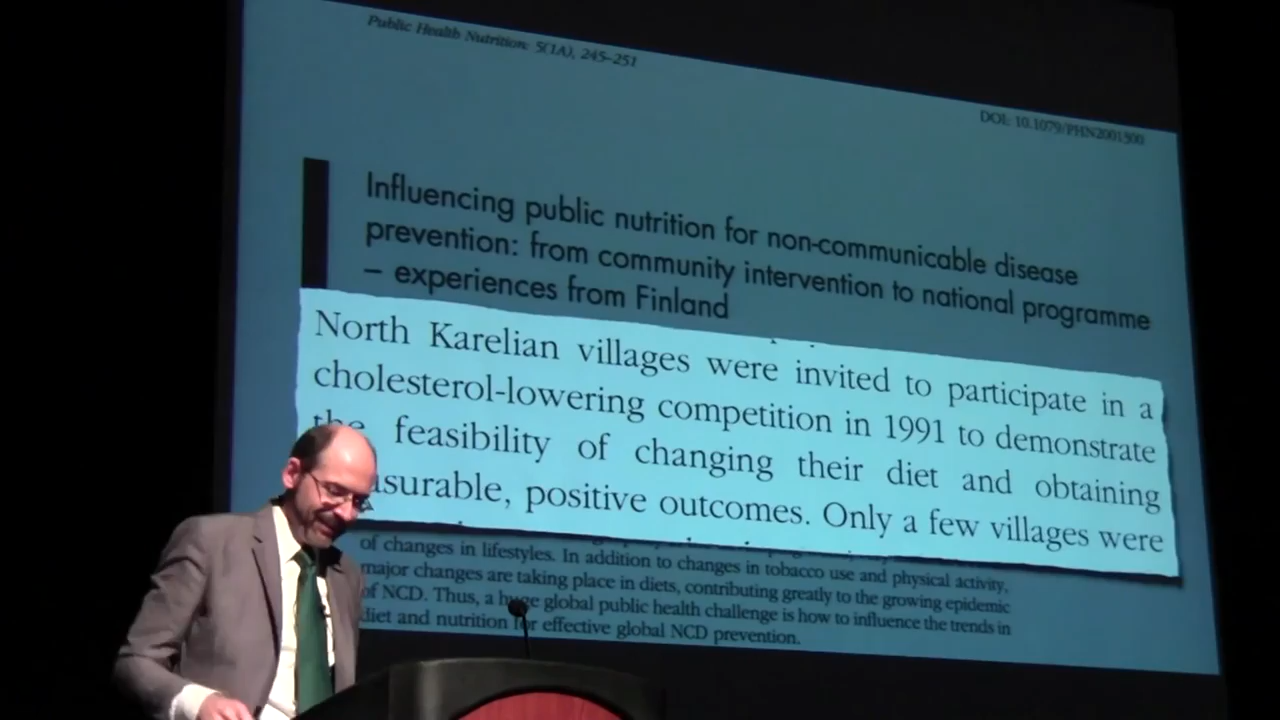 Public Health Nutrition: 5(1A), 245–251
DOI: 10.1079/PHN2001300
Influencing public nutrition for non-communicable disease
prevention: from community intervention to national programme
– experiences from Finland
North Karelian villages were invited to participate in a
cholesterol-lowering competition in 1991 to demonstrate
the feasibility of changing their diet and obtaining
asurable, positive outcomes. Only a few villages were
of changes in lifestyles. In addition to changes in tobacco use and physical activity,
major changes are taking place in diets, contributing greatly to the growing epidemic
of NCD. Thus, a huge global public health challenge is how to influence the trends in
diet and nutrition for effective global NCD prevention.